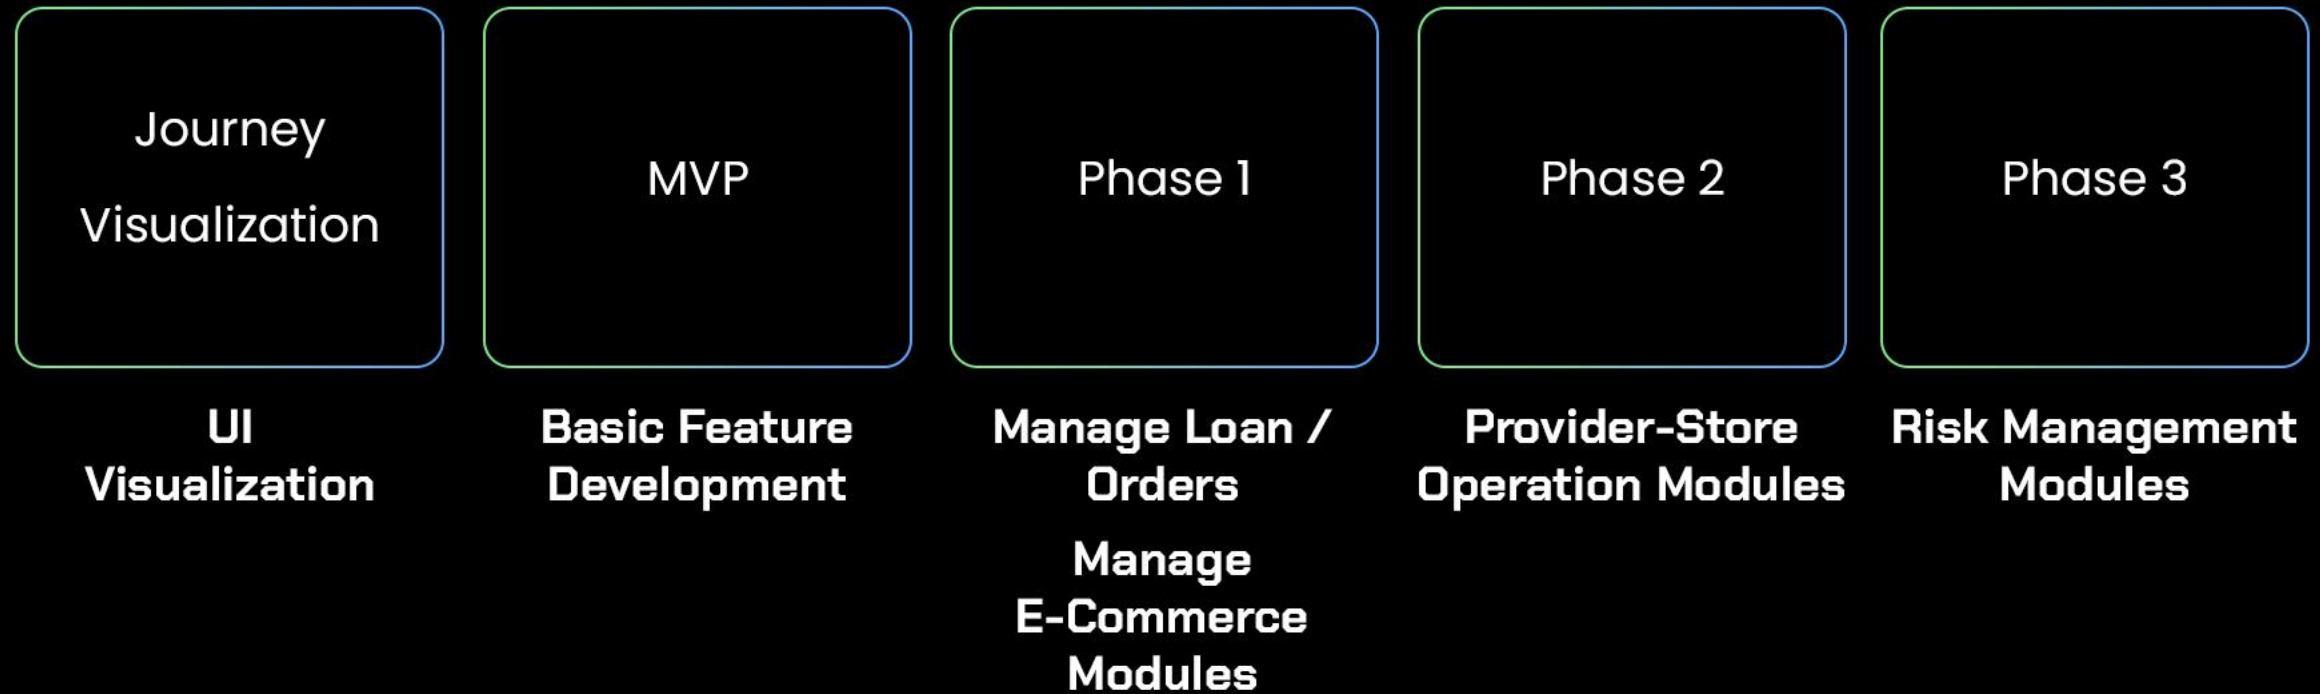 Journey
Visualization
MVP
Phase 1
Phase 2
Phase 3
UI
Visualization
Basic Feature
Development
Manage Loan /
Orders
Manage
E-Commerce
Modules
Provider-Store
Operation Modules
Risk Management
Modules